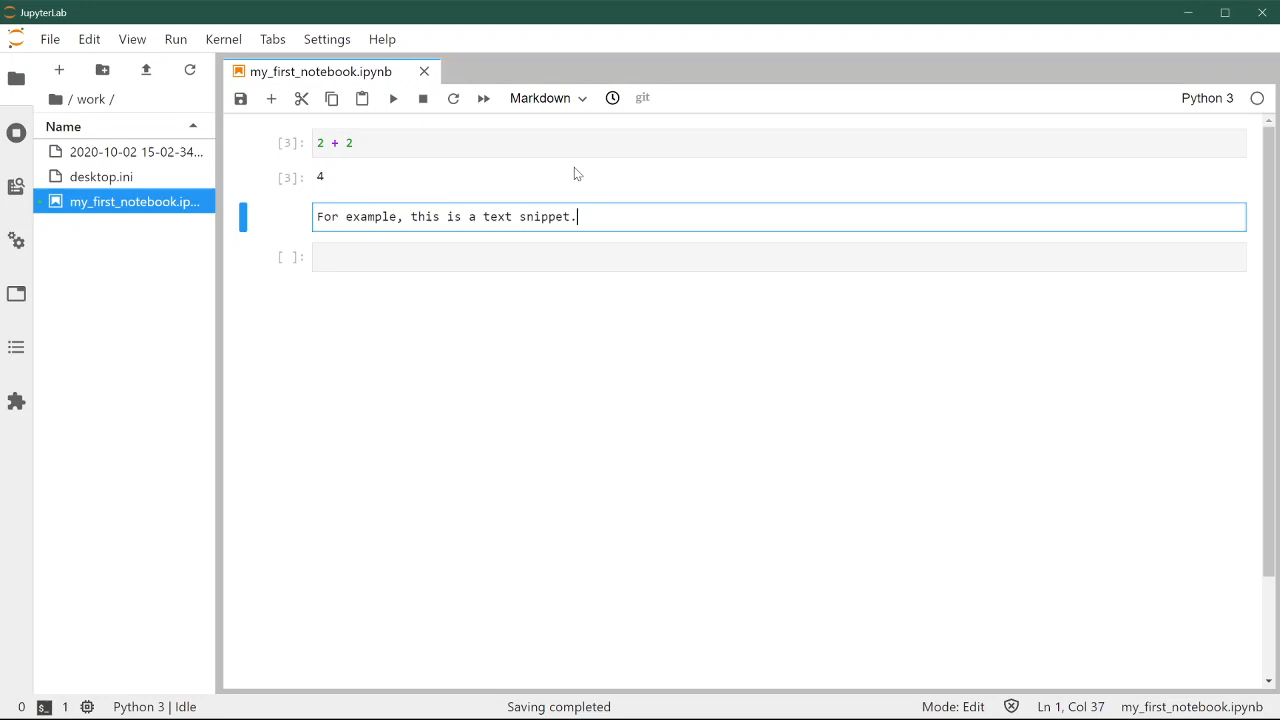 JupyterLab
File Edit View Run Kernel Tabs Settings Help
my_first_notebook.ipynb
/ work /
Markdown
git
Python 3
Name
2020-10-02 15-02-34...
desktop.ini
my_first_notebook.ip...
[3]: 2 + 2
[3]: 4
For example, this is a text snippet.
[ ]:
0 $_ 1 Python 3 | Idle Saving completed Mode: Edit Ln 1, Col 37 my_first_notebook.ipynb